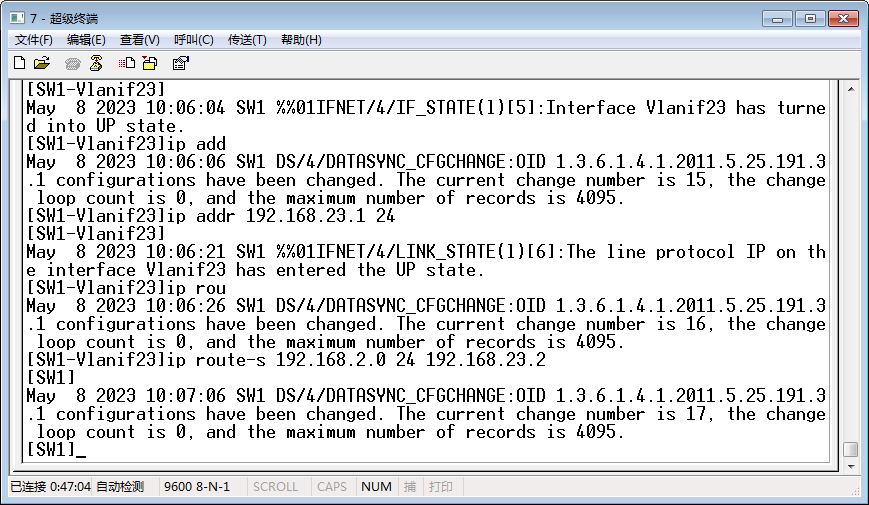 7 - 超级终端
文件(F) 编辑(E) 查看(V) 呼叫(C) 传送(T) 帮助(H)
[SW1-Vlanif23]
May  8 2023 10:06:04 SW1 %%01IFNET/4/IF_STATE(l)[5]:Interface Vlanif23 has turne
d into UP state.
[SW1-Vlanif23]ip add
May  8 2023 10:06:06 SW1 DS/4/DATASYNC_CFGCHANGE:OID 1.3.6.1.4.1.2011.5.25.191.3
.1 configurations have been changed. The current change number is 15, the change
 loop count is 0, and the maximum number of records is 4095.
[SW1-Vlanif23]ip addr 192.168.23.1 24
[SW1-Vlanif23]
May  8 2023 10:06:21 SW1 %%01IFNET/4/LINK_STATE(l)[6]:The line protocol IP on th
e interface Vlanif23 has entered the UP state.
[SW1-Vlanif23]ip rou
May  8 2023 10:06:26 SW1 DS/4/DATASYNC_CFGCHANGE:OID 1.3.6.1.4.1.2011.5.25.191.3
.1 configurations have been changed. The current change number is 16, the change
 loop count is 0, and the maximum number of records is 4095.
[SW1-Vlanif23]ip route-s 192.168.2.0 24 192.168.23.2
[SW1]
May  8 2023 10:07:06 SW1 DS/4/DATASYNC_CFGCHANGE:OID 1.3.6.1.4.1.2011.5.25.191.3
.1 configurations have been changed. The current change number is 17, the change
 loop count is 0, and the maximum number of records is 4095.
[SW1]_
已连接 0:47:04 自动检测 9600 8-N-1 SCROLL CAPS NUM 捕 打印